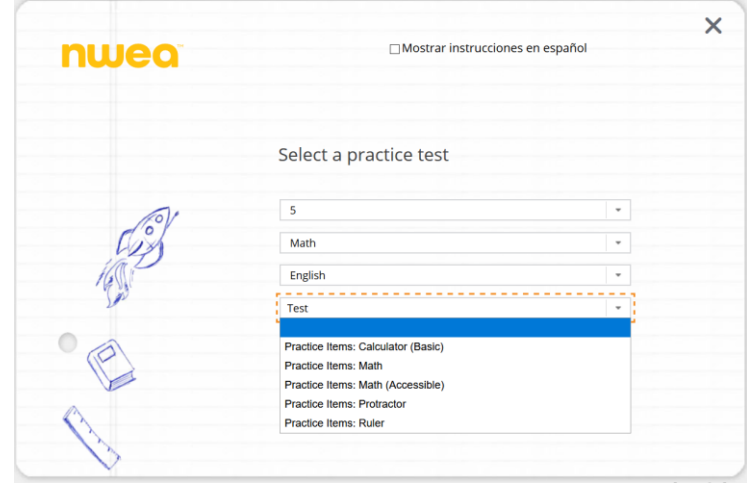 nwea
Mostrar instrucciones en español
Select a practice test
5
Math
English
Test
Practice Items: Calculator (Basic)
Practice Items: Math
Practice Items: Math (Accessible)
Practice Items: Protractor
Practice Items: Ruler